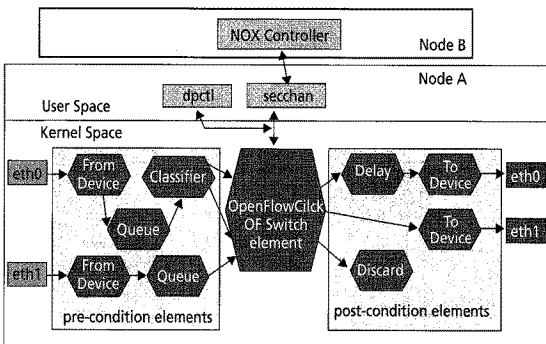 NOX Controller
Node B
Node A
dpctl
secchan
User Space
Kernel Space
eth0
From
Device
Classifier
Queue
eth1
From
Device
Queue
pre-condition elements
OpenFlowCilck
OF Switch
element
Delay
To
Device
eth0
To
Device
eth1
Discard
post-condition elements